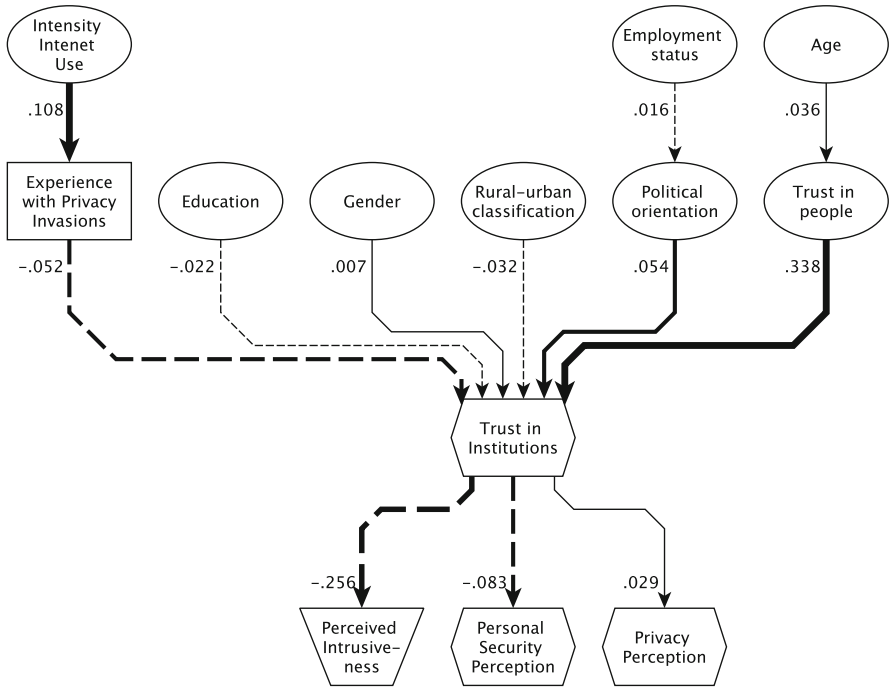 Intensity
Intenet
Use
Employment
status
Age
.108
.016
.036
Experience
with Privacy
Invasions
Education
Gender
Rural-urban
classification
Political
orientation
Trust in
people
-.052
-.022
.007
-.032
.054
.338
Trust in
Institutions
-.256
-.083
.029
Perceived
Intrusive-
ness
Personal
Security
Perception
Privacy
Perception